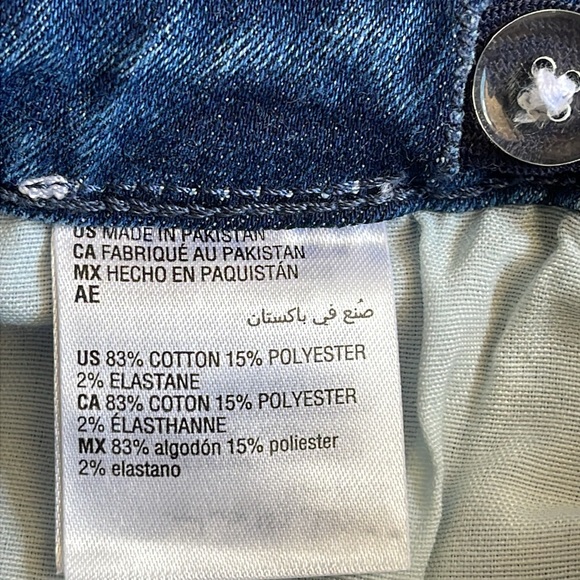 US MADE IN PAKISTAN
CA FABRIQUÉ AU PAKISTAN
MX HECHO EN PAQUISTÁN
AE
صُنع في باكستان
US 83% COTTON 15% POLYESTER
2% ELASTANE
CA 83% COTON 15% POLYESTER
2% ÉLASTHANNE
MX 83% algodón 15% poliester
2% elastano